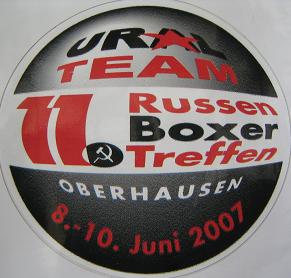 URAL
TEAM
11. Russen
Boxer
Treffen
OBERHAUSEN
8.-10. Juni 2007